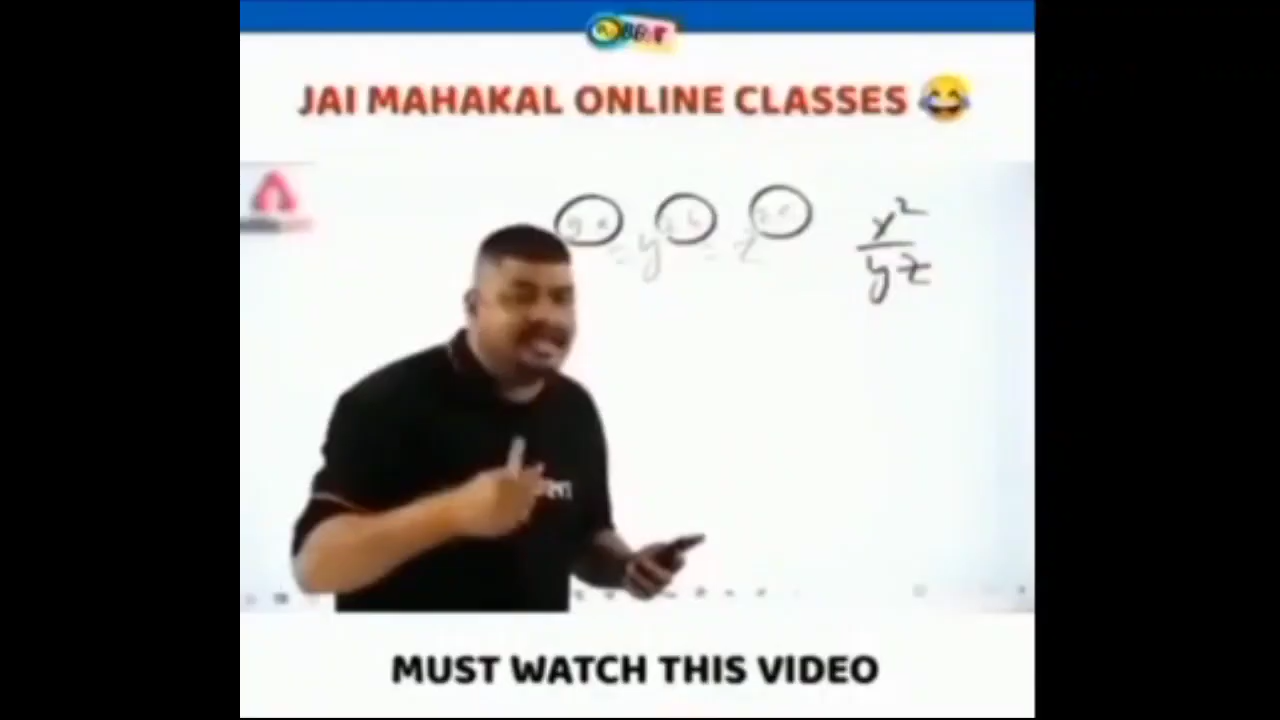 JAI MAHAKAL ONLINE CLASSES 😂
= y = z
x²
yz
MUST WATCH THIS VIDEO